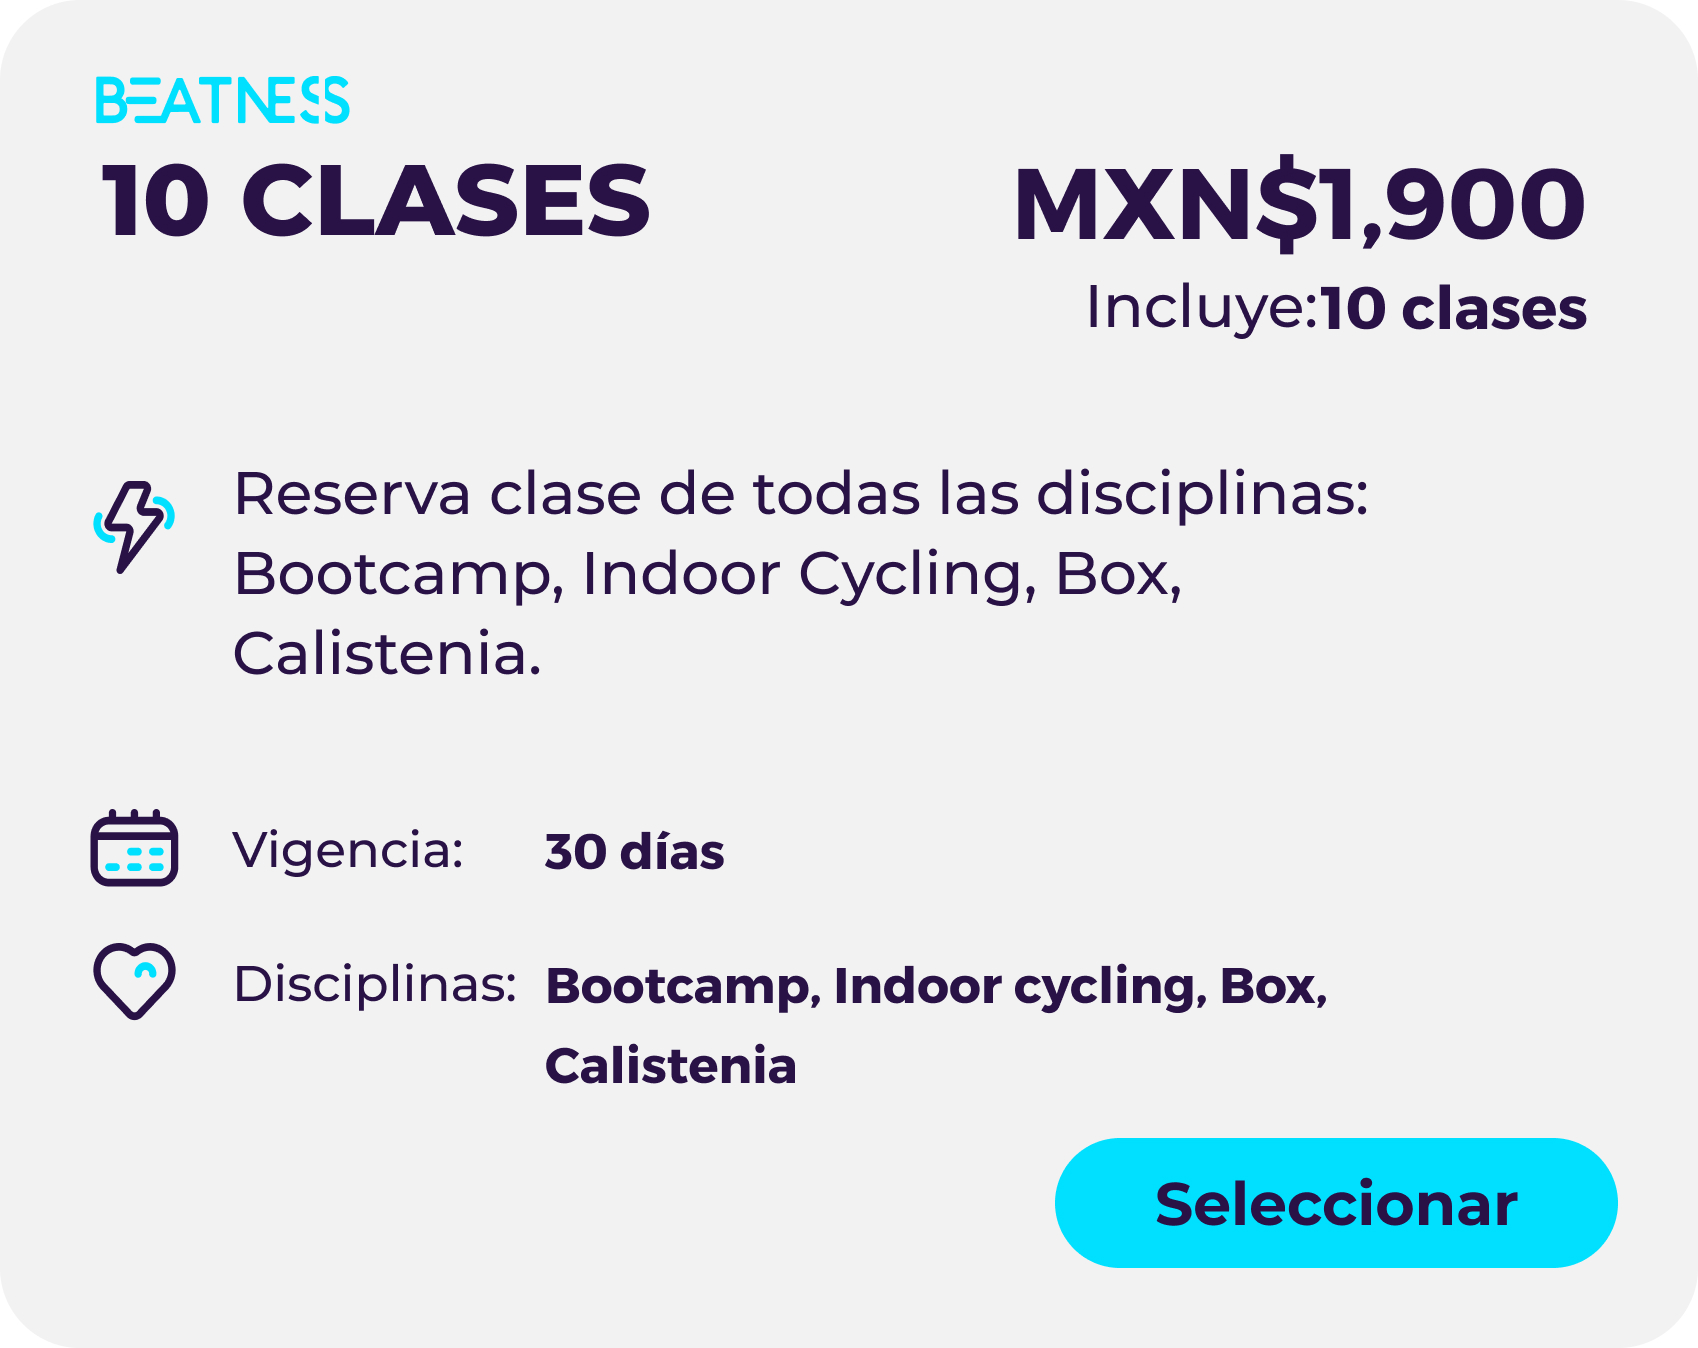 BEATNESS
10 CLASES
MXN$1,900
Incluye:10 clases
Reserva clase de todas las disciplinas:
Bootcamp, Indoor Cycling, Box,
Calistenia.
Vigencia: 30 días
Disciplinas: Bootcamp, Indoor cycling, Box,
Calistenia
Seleccionar